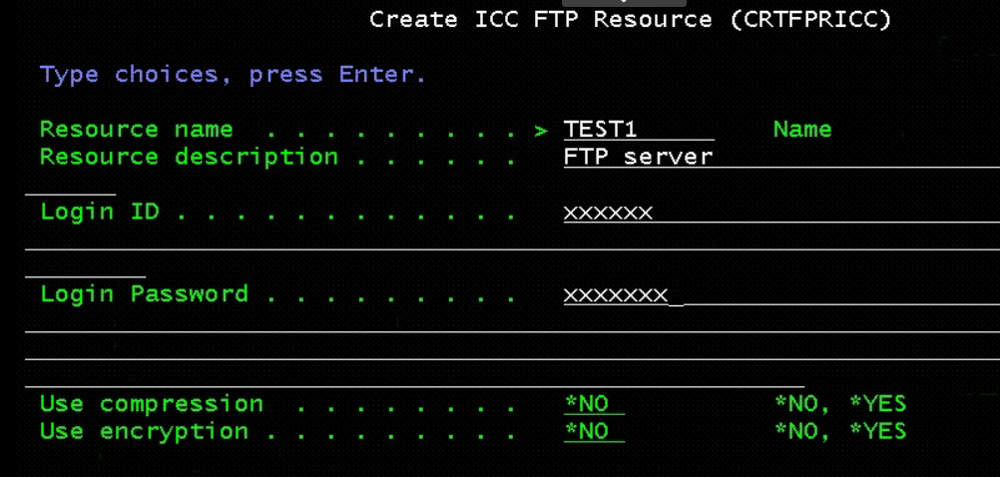 Create ICC FTP Resource (CRTFPRICC)
Type choices, press Enter.
Resource name . . . . . . . . . > TEST1 Name
Resource description . . . . . . FTP server
Login ID . . . . . . . . . . . . xxxxxx
Login Password . . . . . . . . . xxxxxxx_
Use compression . . . . . . . . *NO *NO, *YES
Use encryption . . . . . . . . . *NO *NO, *YES